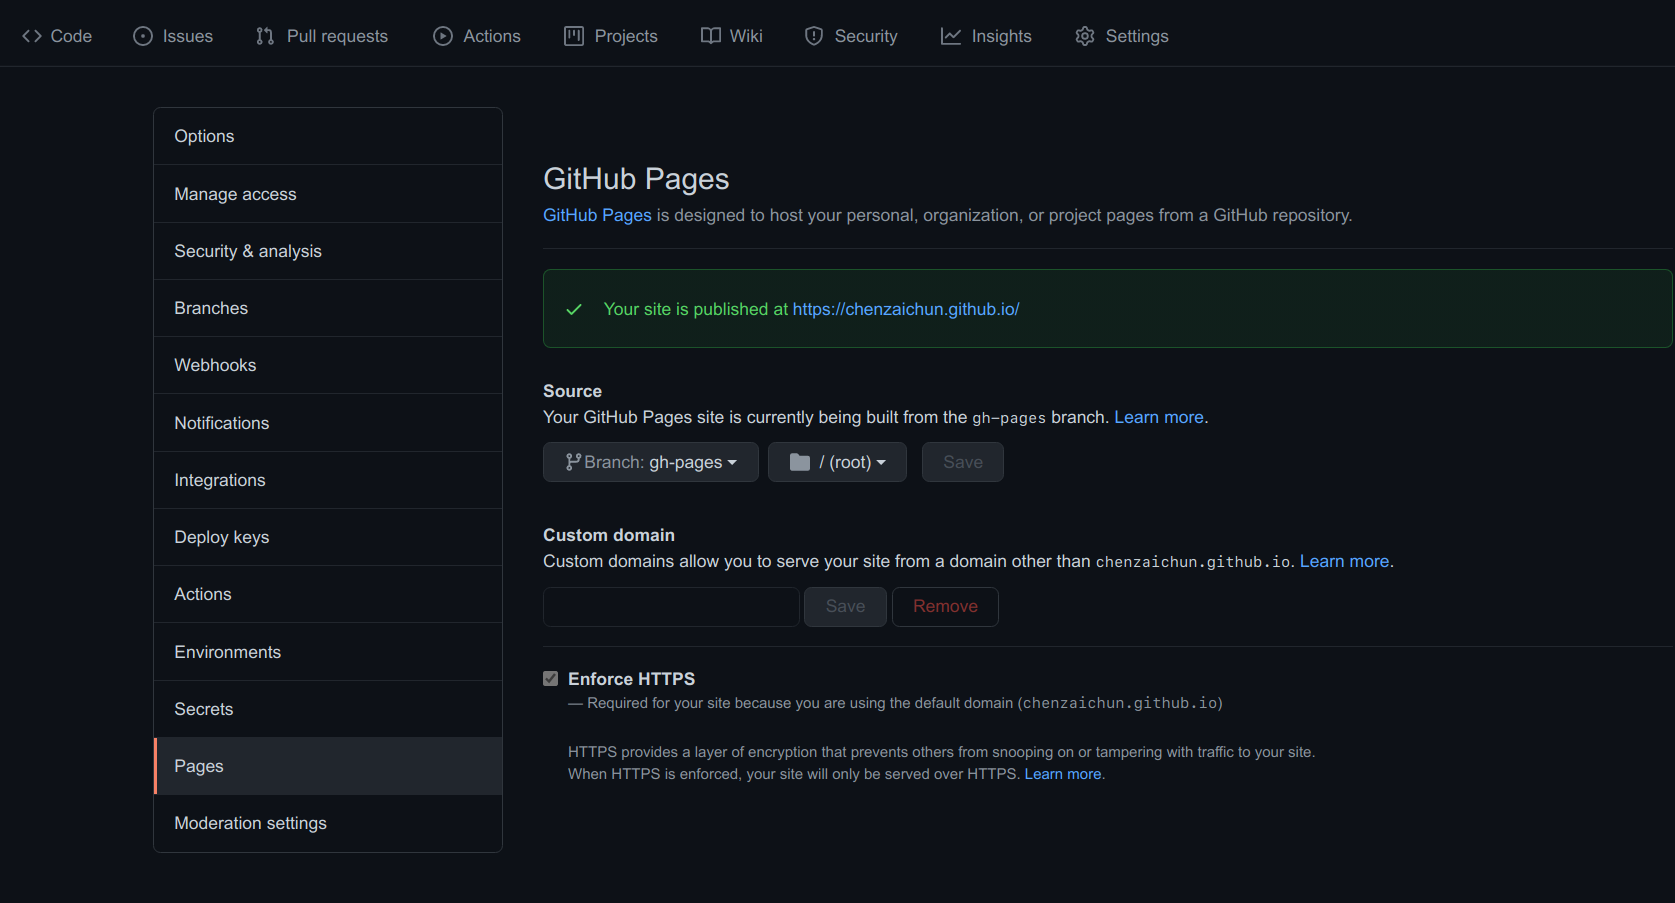 Code Issues Pull requests Actions Projects Wiki Security Insights Settings
Options
Manage access
Security & analysis
Branches
Webhooks
Notifications
Integrations
Deploy keys
Actions
Environments
Secrets
Pages
Moderation settings
GitHub Pages
GitHub Pages is designed to host your personal, organization, or project pages from a GitHub repository.
Your site is published at https://chenzaichun.github.io/
Source
Your GitHub Pages site is currently being built from the gh-pages branch. Learn more.
Branch: gh-pages / (root) Save
Custom domain
Custom domains allow you to serve your site from a domain other than chenzaichun.github.io. Learn more.
Save Remove
Enforce HTTPS
— Required for your site because you are using the default domain (chenzaichun.github.io)
HTTPS provides a layer of encryption that prevents others from snooping on or tampering with traffic to your site.
When HTTPS is enforced, your site will only be served over HTTPS. Learn more.